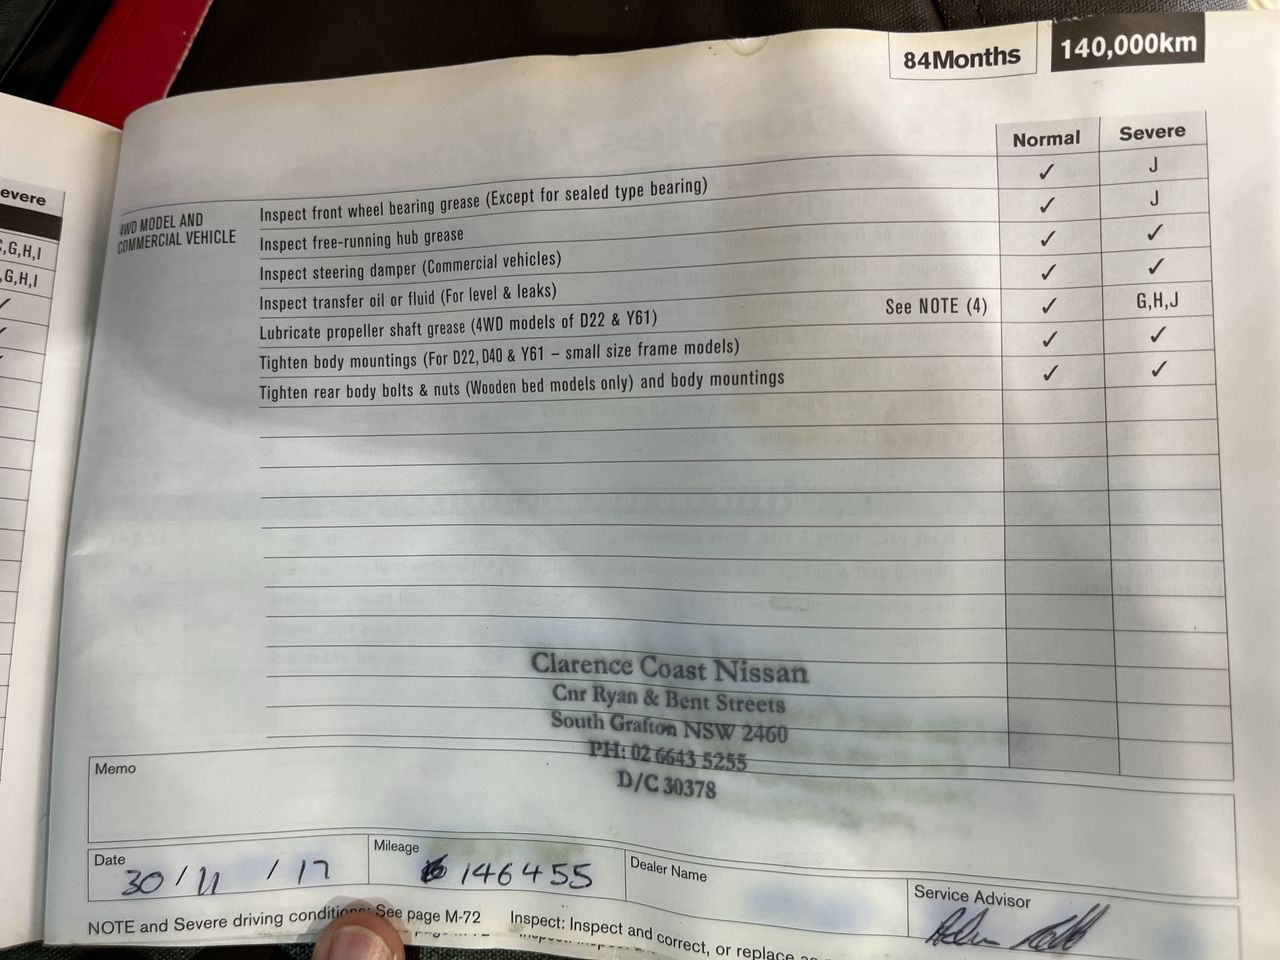 84Months 140,000km
Normal Severe
evere
4WD MODEL AND
COMMERCIAL VEHICLE
Inspect front wheel bearing grease (Except for sealed type bearing) ✓ J
Inspect free-running hub grease ✓ J
Inspect steering damper (Commercial vehicles) ✓ ✓
Inspect transfer oil or fluid (For level & leaks) ✓ ✓
Lubricate propeller shaft grease (4WD models of D22 & Y61) See NOTE (4) ✓ G,H,J
Tighten body mountings (For D22, D40 & Y61 – small size frame models) ✓ ✓
Tighten rear body bolts & nuts (Wooden bed models only) and body mountings ✓ ✓
,G,H,I
,G,H,I
Clarence Coast Nissan
Cnr Ryan & Bent Streets
South Grafton NSW 2460
PH: 02 6643 5255
D/C 30378
Memo
Date 30/11/17
Mileage 146455
Dealer Name
Service Advisor
NOTE and Severe driving conditions: See page M-72 Inspect: Inspect and correct, or replace